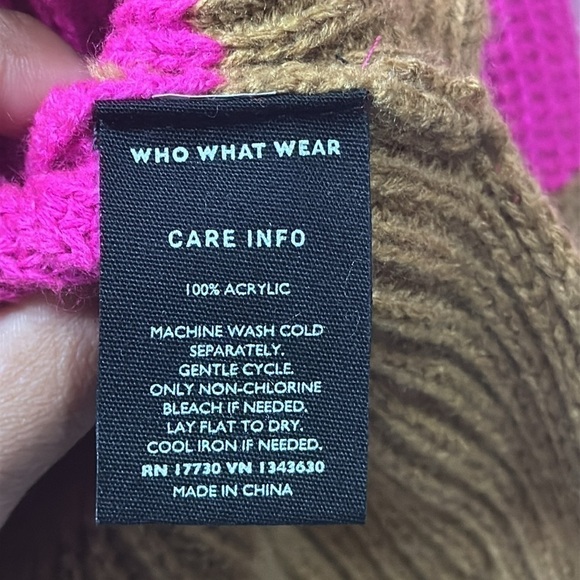 WHO WHAT WEAR
CARE INFO
100% ACRYLIC
MACHINE WASH COLD
SEPARATELY.
GENTLE CYCLE.
ONLY NON-CHLORINE
BLEACH IF NEEDED.
LAY FLAT TO DRY.
COOL IRON IF NEEDED.
RN 17730 VN 1343630
MADE IN CHINA